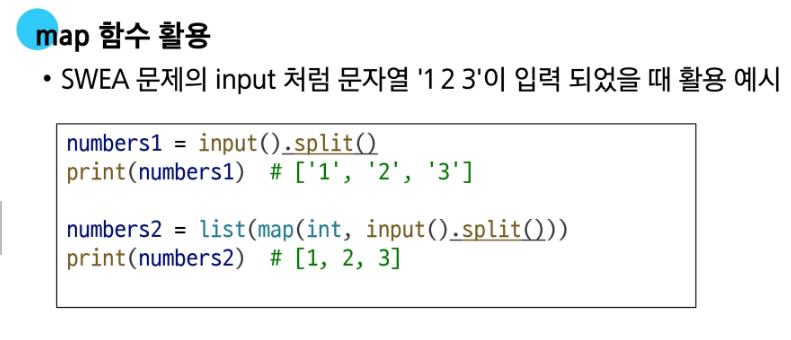 map 함수 활용
• SWEA 문제의 input 처럼 문자열 '1 2 3'이 입력 되었을 때 활용 예시
numbers1 = input().split()
print(numbers1)  # ['1', '2', '3']
numbers2 = list(map(int, input().split()))
print(numbers2)  # [1, 2, 3]